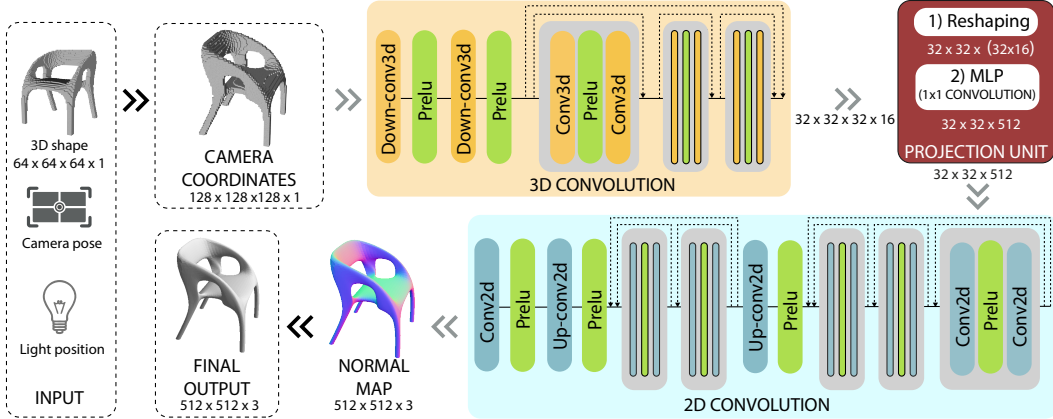 3D shape
64 x 64 x 64 x 1
Camera pose
Light position
INPUT
CAMERA
COORDINATES
128 x 128 x128 x 1
Down-conv3d
Prelu
Down-conv3d
Prelu
Conv3d
Prelu
Conv3d
3D CONVOLUTION
32 x 32 x 32 x 16
1) Reshaping
32 x 32 x (32x16)
2) MLP
(1x1 CONVOLUTION)
32 x 32 x 512
PROJECTION UNIT
32 x 32 x 512
Conv2d
Prelu
Conv2d
Prelu
Up-conv2d
Prelu
Up-conv2d
Prelu
Conv2d
2D CONVOLUTION
NORMAL
MAP
512 x 512 x 3
FINAL
OUTPUT
512 x 512 x 3